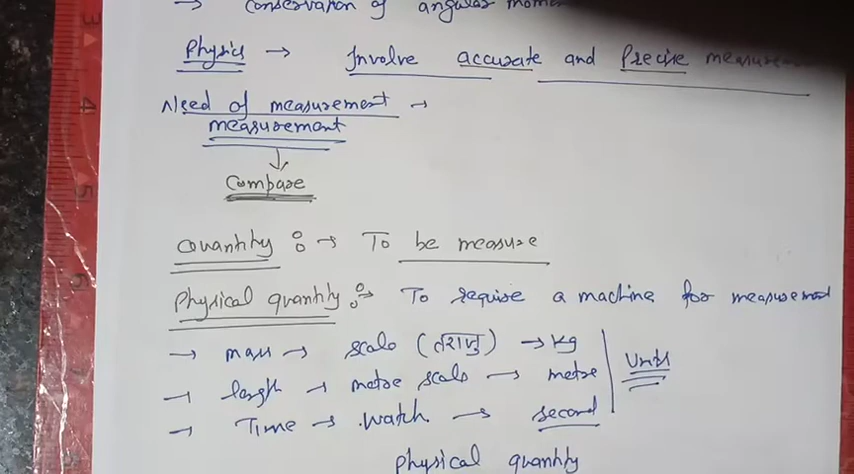 → Conservation of angular
Physics → Involve accurate and Precise
Need of measurement →
measurement
↓
Compare
Quantity : → To be measure
Physical quantity : → To require a machine for measurement
→ mass → scale (तराजु) → kg
→ length → metre scale → metre
Units
→ Time → .watch. → second
physical quantity